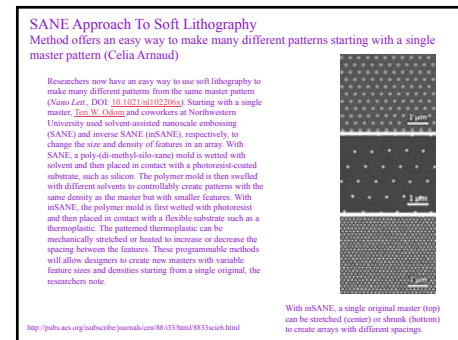 SANE Approach To Soft Lithography
Method offers an easy way to make many different patterns starting with a single
master pattern (Celia Arnaud)
Researchers now have an easy way to use soft lithography to
make many different patterns from the same master pattern
(Nano Lett., DOI: 10.1021/nl102206x). Starting with a single
master, Teri W. Odom and coworkers at Northwestern
University used solvent-assisted nanoscale embossing
(SANE) and inverse SANE (inSANE), respectively, to
change the size and density of features in an array. With
SANE, a poly-(di-methyl-silo-xane) mold is wetted with
solvent and then placed in contact with a photoresist-coated
substrate, such as silicon. The polymer mold is then swelled
with different solvents to controllably create patterns with the
same density as the master but with smaller features. With
inSANE, the polymer mold is first wetted with photoresist
and then placed in contact with a flexible substrate such as a
thermoplastic. The patterned thermoplastic can be
mechanically stretched or heated to increase or decrease the
spacing between the features. These programmable methods
will allow designers to create new masters with variable
feature sizes and densities starting from a single original, the
researchers note.
1 μm
1 μm
1 μm
With inSANE, a single original master (top)
can be stretched (center) or shrunk (bottom)
to create arrays with different spacings.
http://pubs.acs.org/isubscribe/journals/cen/88/i33/html/8833scic6.html